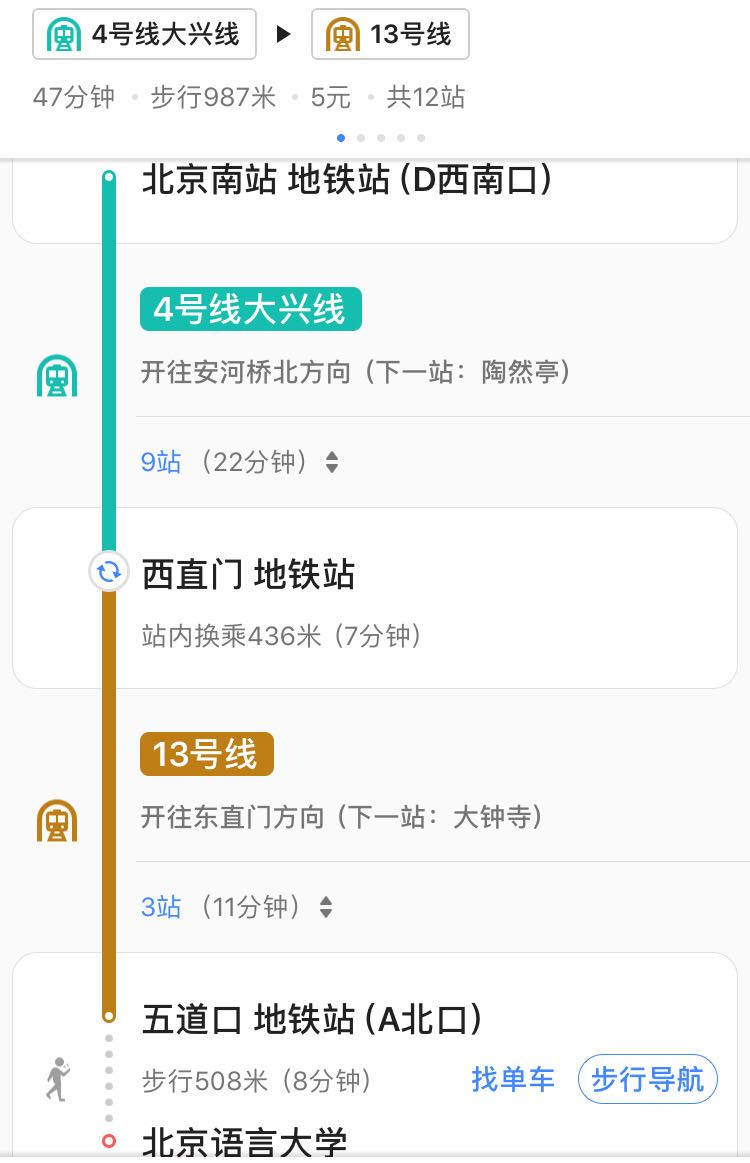 4号线大兴线 ▶ 13号线
47分钟 • 步行987米 • 5元 • 共12站
北京南站 地铁站 (D西南口)
4号线大兴线
开往安河桥北方向 (下一站：陶然亭)
9站 (22分钟)
西直门 地铁站
站内换乘436米 (7分钟)
13号线
开往东直门方向 (下一站：大钟寺)
3站 (11分钟)
五道口 地铁站 (A北口)
步行508米 (8分钟) 找单车 步行导航
北京语言大学